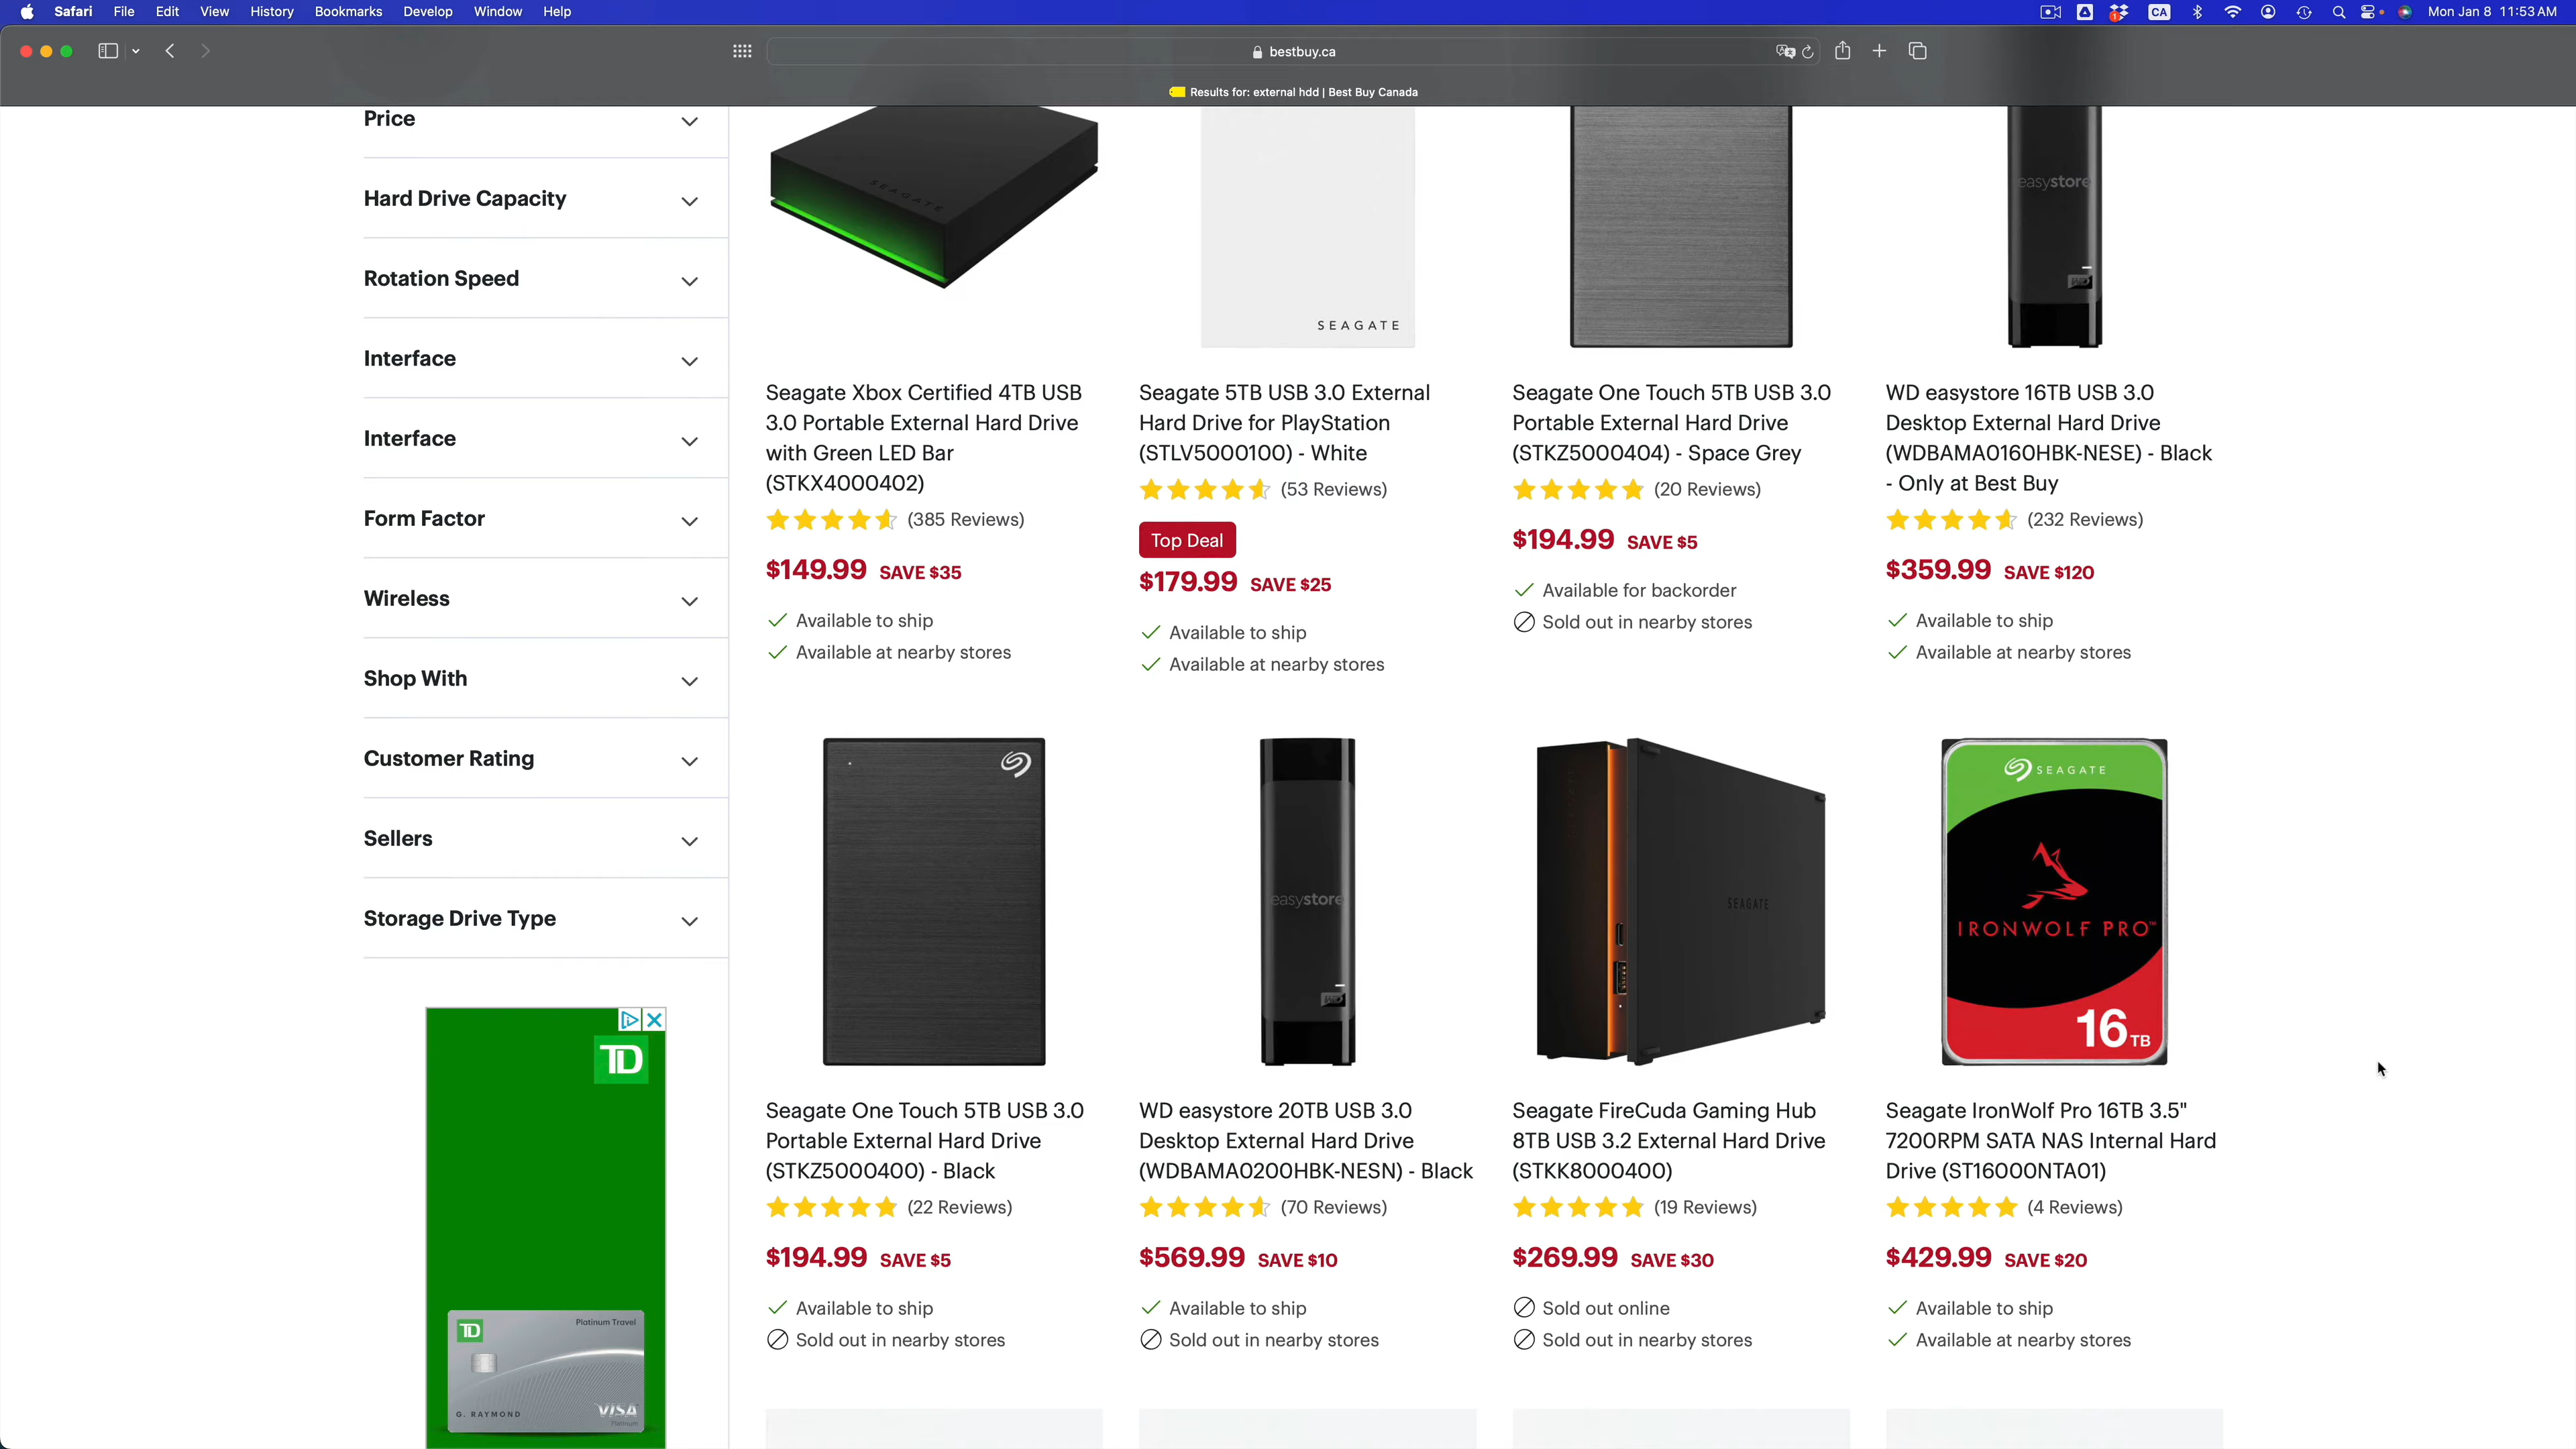 Safari File Edit View History Bookmarks Develop Window Help
CA
Mon Jan 8 11:53 AM
bestbuy.ca
Results for: external hdd | Best Buy Canada
Price
Hard Drive Capacity
Rotation Speed
Interface
Interface
Form Factor
Wireless
Shop With
Customer Rating
Sellers
Storage Drive Type
TD
TD
Platinum Travel
G. RAYMOND
VISA
Platinum
SEAGATE
Seagate Xbox Certified 4TB USB
3.0 Portable External Hard Drive
with Green LED Bar
(STKX4000402)
(385 Reviews)
$149.99 SAVE $35
Available to ship
Available at nearby stores
SEAGATE
Seagate 5TB USB 3.0 External
Hard Drive for PlayStation
(STLV5000100) - White
(53 Reviews)
Top Deal
$179.99 SAVE $25
Available to ship
Available at nearby stores
Seagate One Touch 5TB USB 3.0
Portable External Hard Drive
(STKZ5000404) - Space Grey
(20 Reviews)
$194.99 SAVE $5
Available for backorder
Sold out in nearby stores
easystore
WD
WD easystore 16TB USB 3.0
Desktop External Hard Drive
(WDBAMA0160HBK-NESE) - Black
- Only at Best Buy
(232 Reviews)
$359.99 SAVE $120
Available to ship
Available at nearby stores
Seagate One Touch 5TB USB 3.0
Portable External Hard Drive
(STKZ5000400) - Black
(22 Reviews)
$194.99 SAVE $5
Available to ship
Sold out in nearby stores
easystore
WD
WD easystore 20TB USB 3.0
Desktop External Hard Drive
(WDBAMA0200HBK-NESN) - Black
(70 Reviews)
$569.99 SAVE $10
Available to ship
Sold out in nearby stores
SEAGATE
Seagate FireCuda Gaming Hub
8TB USB 3.2 External Hard Drive
(STKK8000400)
(19 Reviews)
$269.99 SAVE $30
Sold out online
Sold out in nearby stores
SEAGATE
IRONWOLF PRO™
16 TB
Seagate IronWolf Pro 16TB 3.5"
7200RPM SATA NAS Internal Hard
Drive (ST16000NTA01)
(4 Reviews)
$429.99 SAVE $20
Available to ship
Available at nearby stores